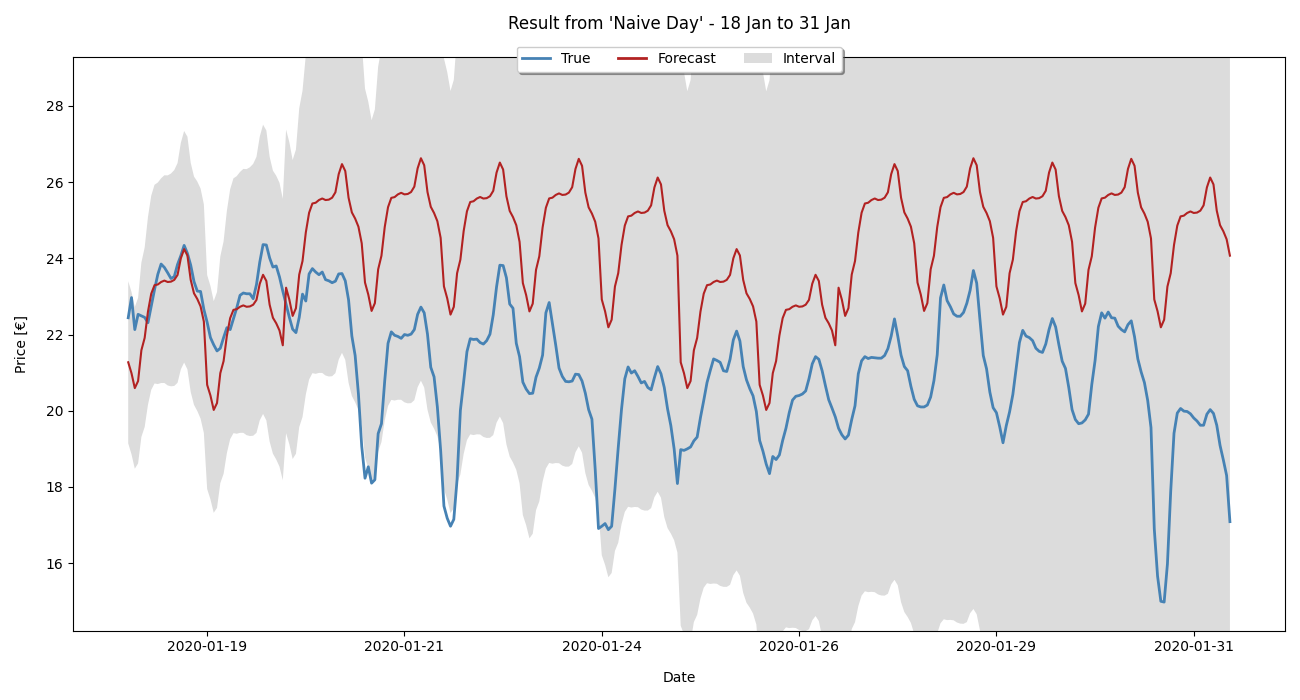 Result from 'Naive Day' - 18 Jan to 31 Jan
True Forecast Interval
Price [€]
28
26
24
22
20
18
16
2020-01-19 2020-01-21 2020-01-24 2020-01-26 2020-01-29 2020-01-31
Date